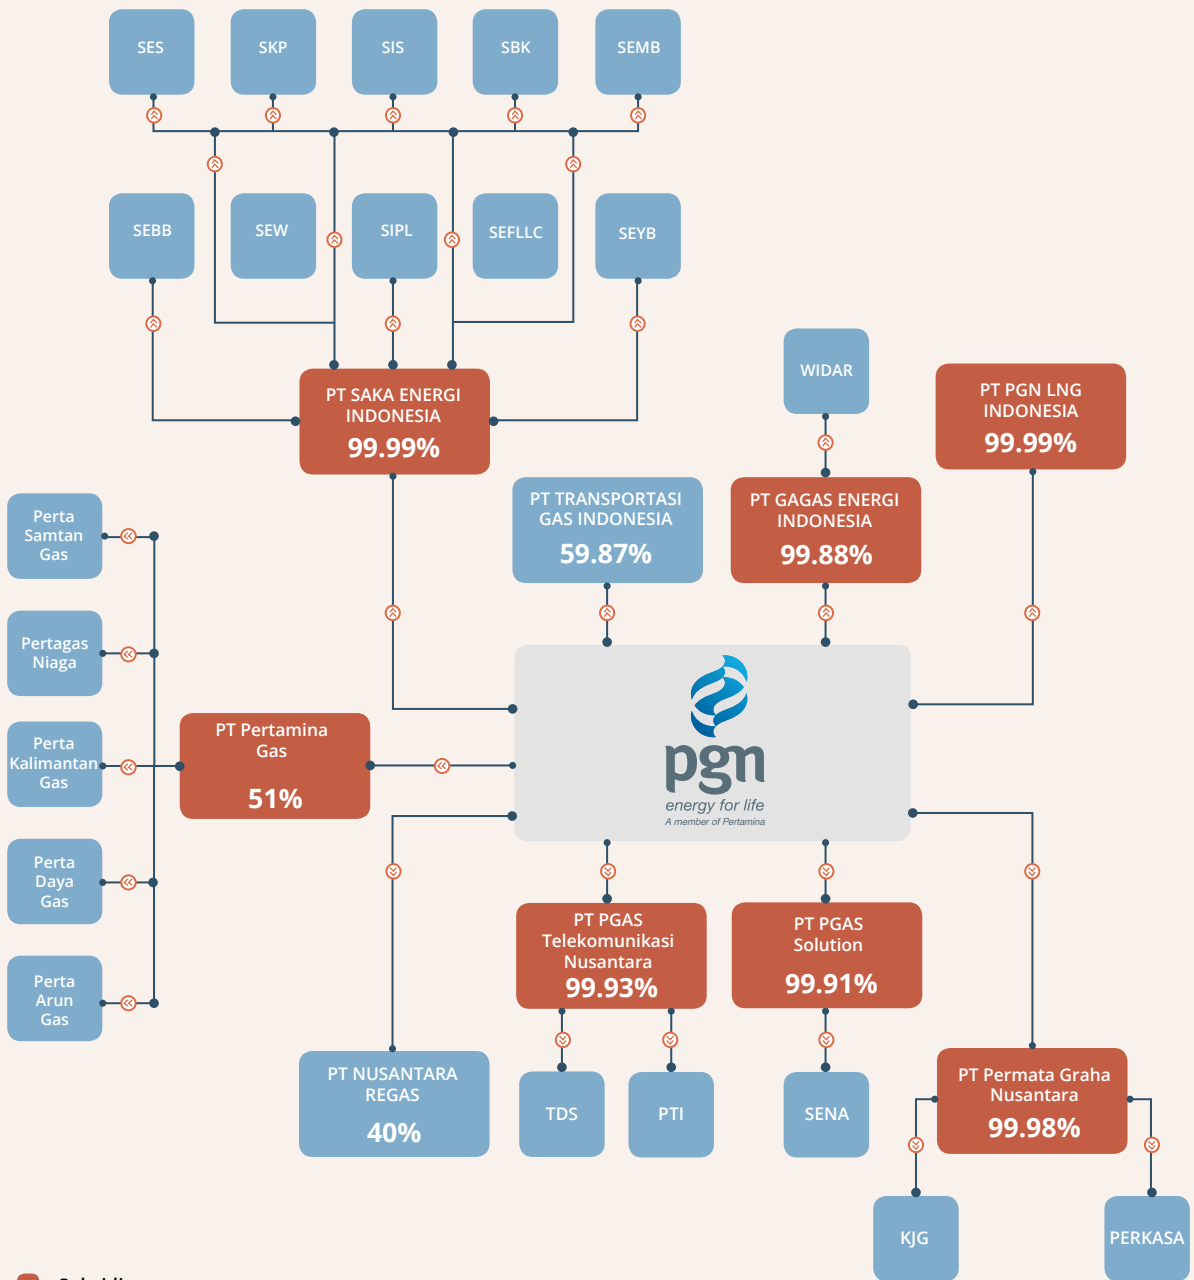 SES
SKP
SIS
SBK
SEMB
SEBB
SEW
SIPL
SEFLLC
SEYB
WIDAR
PT SAKA ENERGI
INDONESIA
99.99%
PT PGN LNG
INDONESIA
99.99%
PT TRANSPORTASI
GAS INDONESIA
59.87%
PT GAGAS ENERGI
INDONESIA
99.88%
Perta
Samtan
Gas
Pertagas
Niaga
Perta
Kalimantan
Gas
Perta
Daya
Gas
Perta
Arun
Gas
PT Pertamina
Gas
51%
pgn
energy for life
A member of Pertamina
PT PGAS
Telekomunikasi
Nusantara
99.93%
PT PGAS
Solution
99.91%
PT NUSANTARA
REGAS
40%
TDS
PTI
SENA
PT Permata Graha
Nusantara
99.98%
KJG
PERKASA